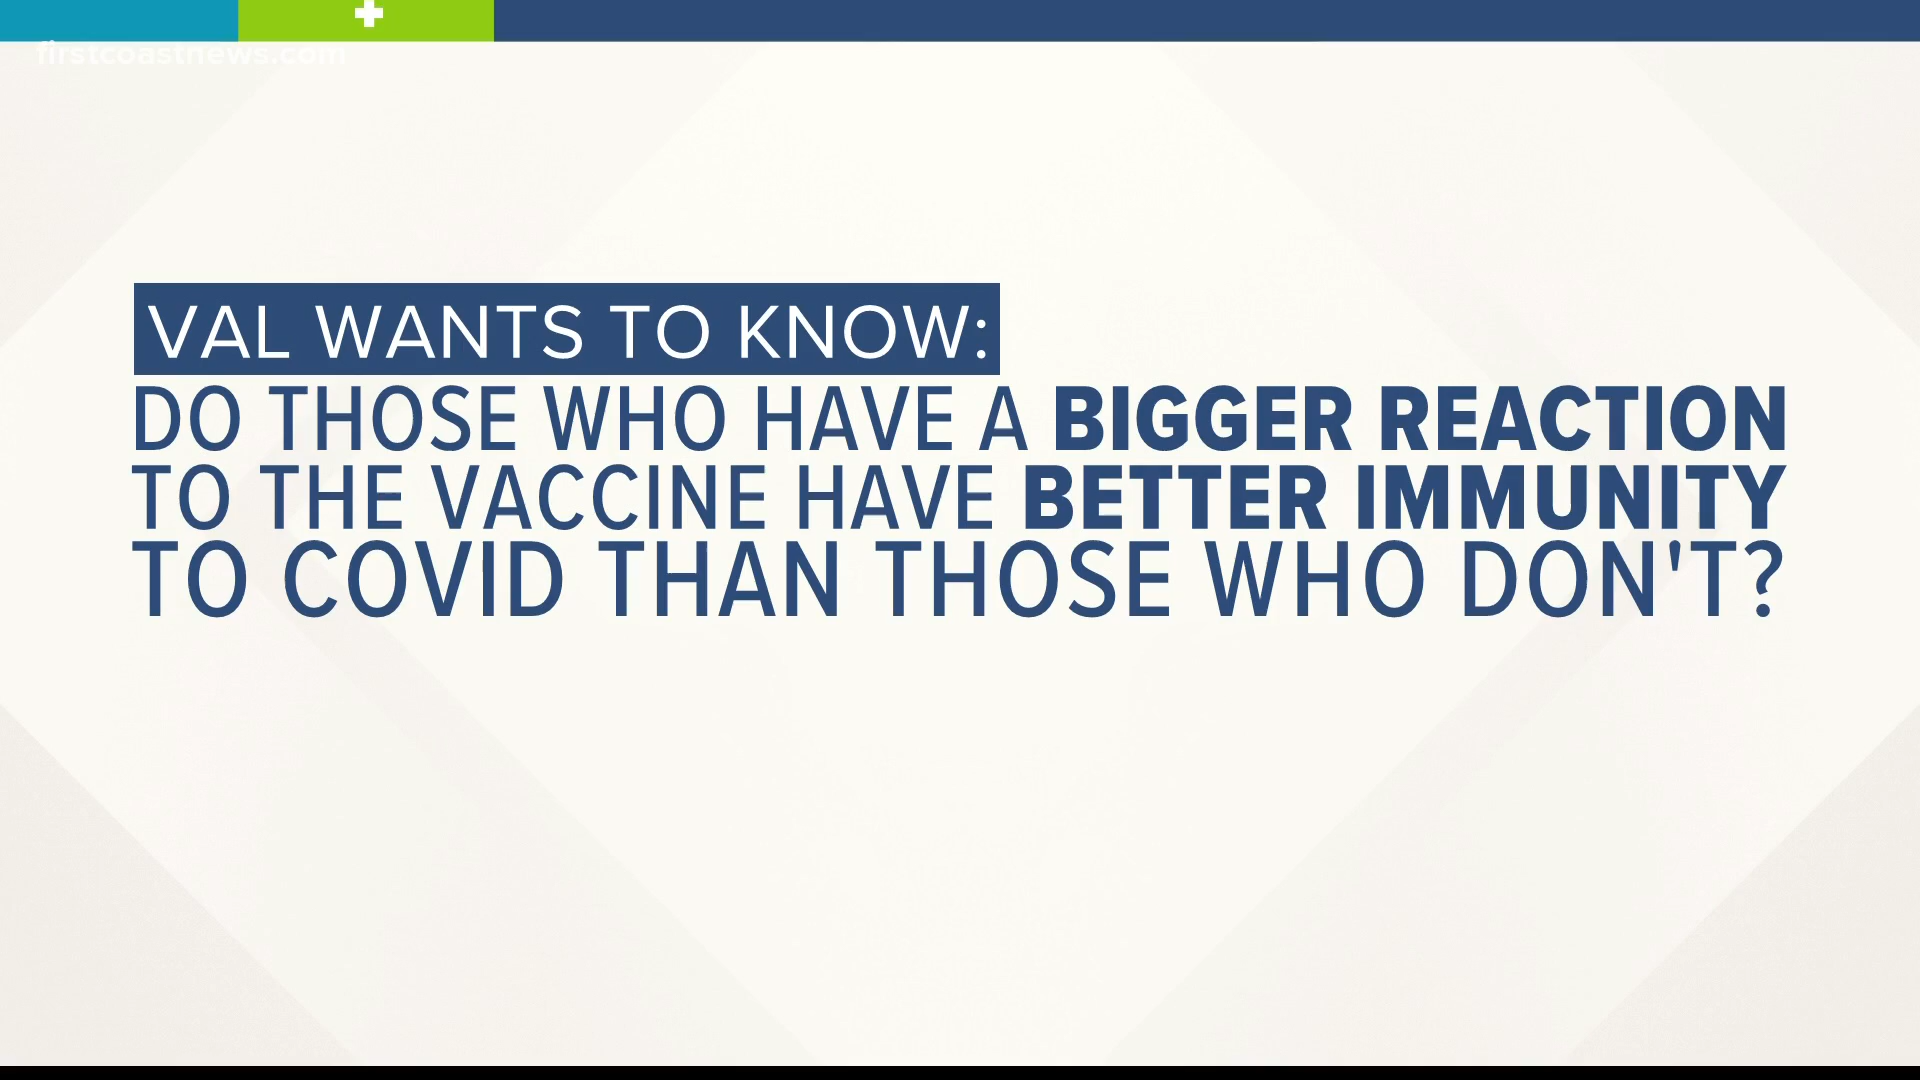 firstcoastnews.com
VAL WANTS TO KNOW:
DO THOSE WHO HAVE A BIGGER REACTION
TO THE VACCINE HAVE BETTER IMMUNITY
TO COVID THAN THOSE WHO DON'T?